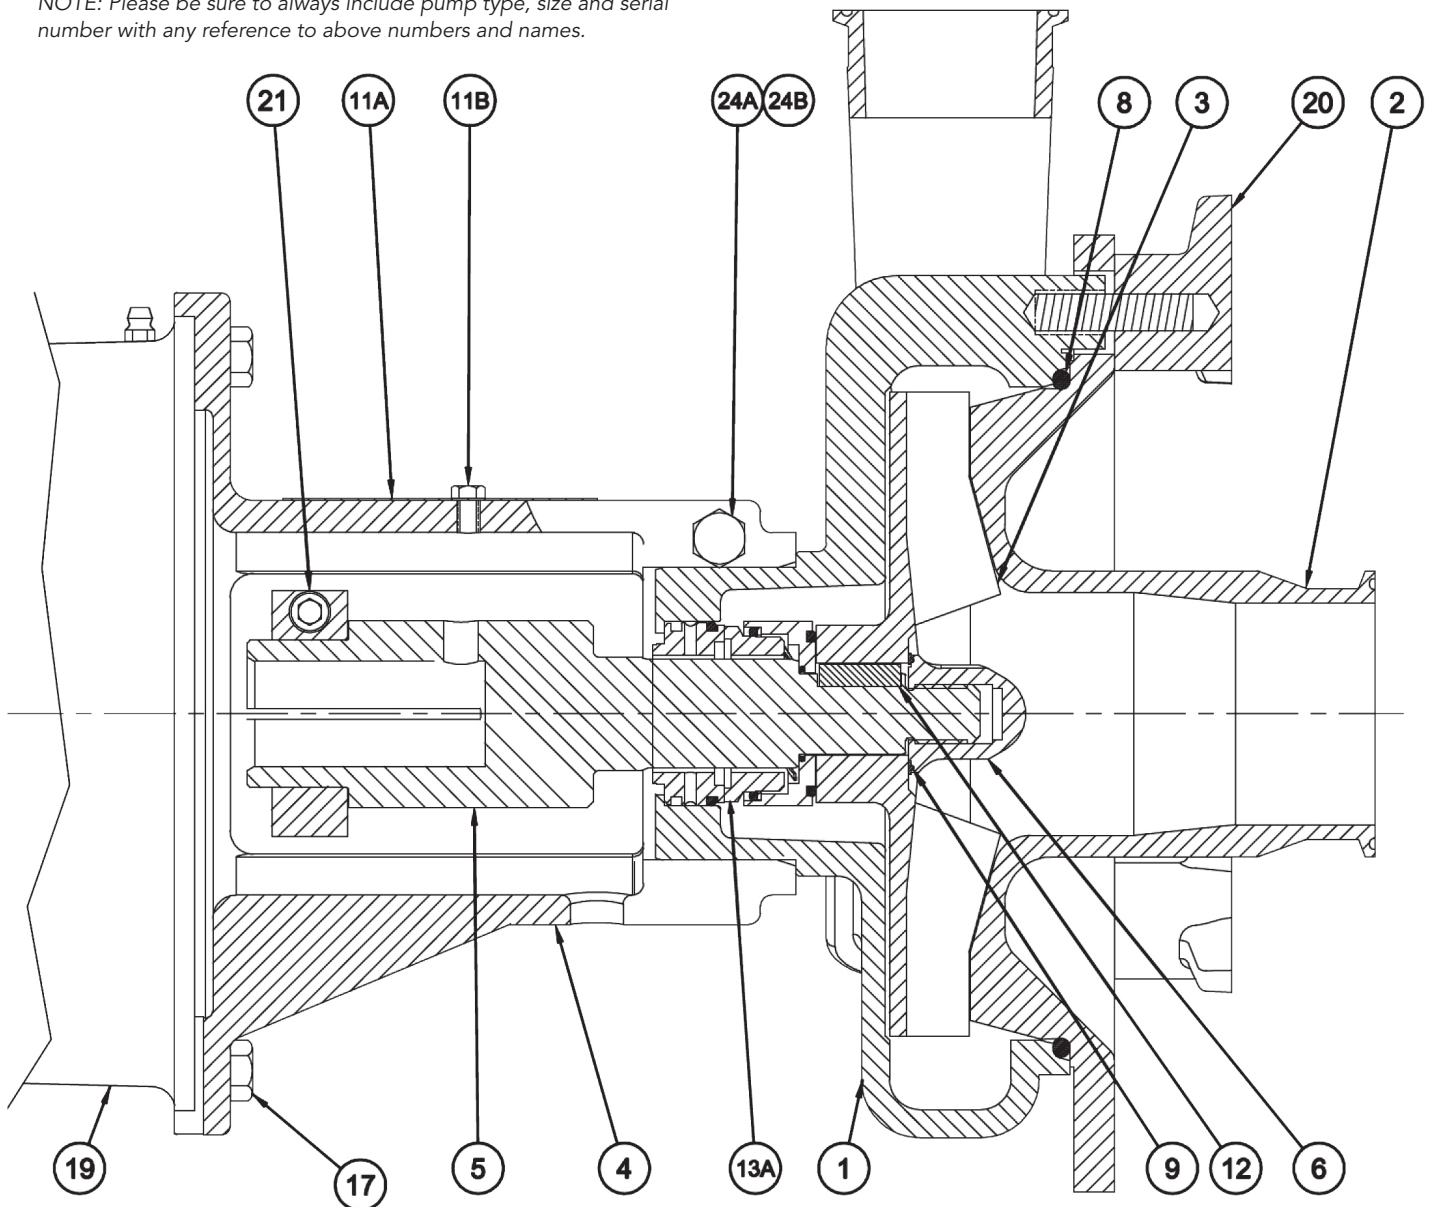 NOTE: Please be sure to always include pump type, size and serial
number with any reference to above numbers and names.
21 11A 11B 24A 24B 8 3 20 2
19 17 5 4 13A 1 9 12 6